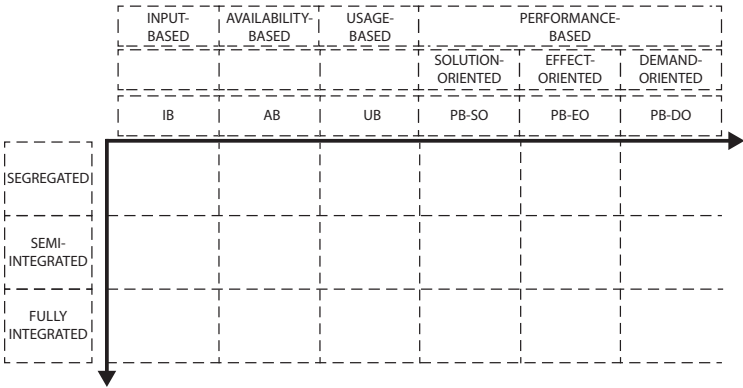 INPUT-
BASED
AVAILABILITY-
BASED
USAGE-
BASED
PERFORMANCE-
BASED
SOLUTION-
ORIENTED
EFFECT-
ORIENTED
DEMAND-
ORIENTED
IB
AB
UB
PB-SO
PB-EO
PB-DO
SEGREGATED
SEMI-
INTEGRATED
FULLY
INTEGRATED